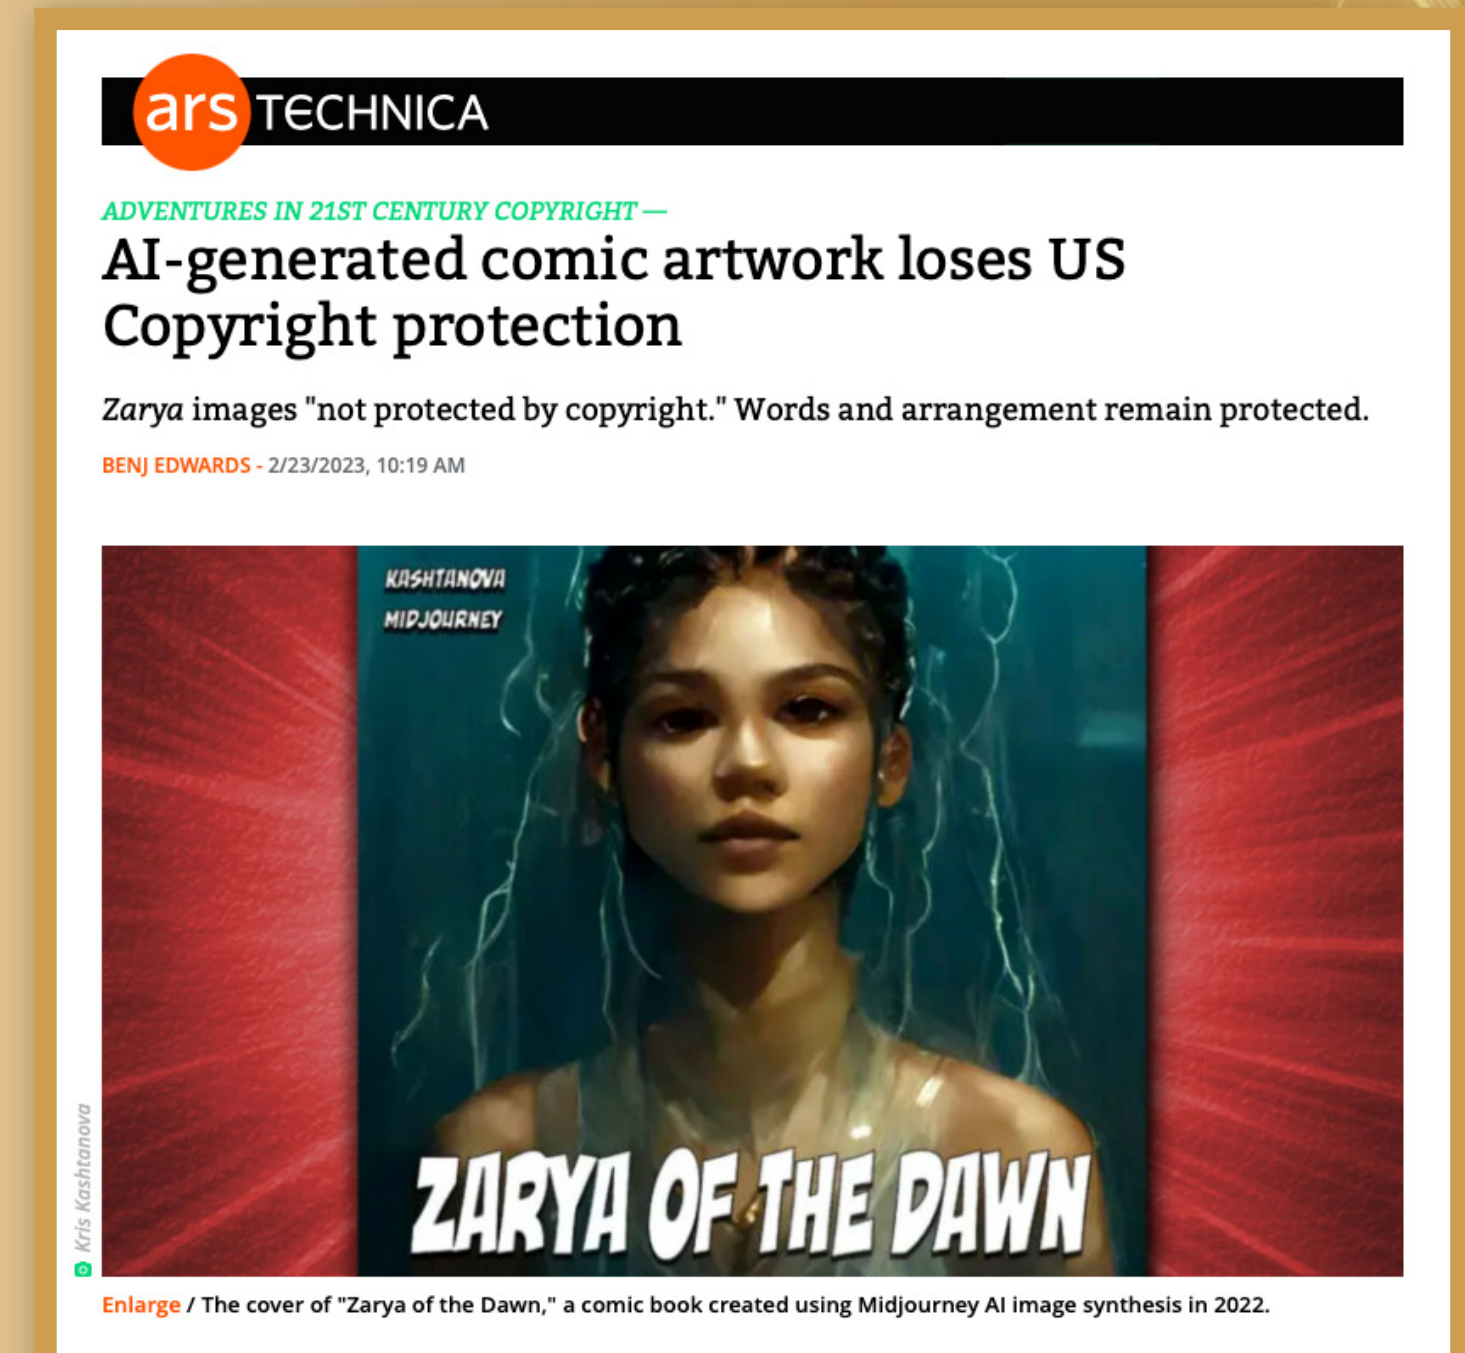 ars TECHNICA
ADVENTURES IN 21ST CENTURY COPYRIGHT —
AI-generated comic artwork loses US
Copyright protection
Zarya images "not protected by copyright." Words and arrangement remain protected.
BENJ EDWARDS - 2/23/2023, 10:19 AM
KASHTANOVA
MIDJOURNEY
ZARYA OF THE DAWN
Kris Kashtanova
Enlarge / The cover of "Zarya of the Dawn," a comic book created using Midjourney AI image synthesis in 2022.